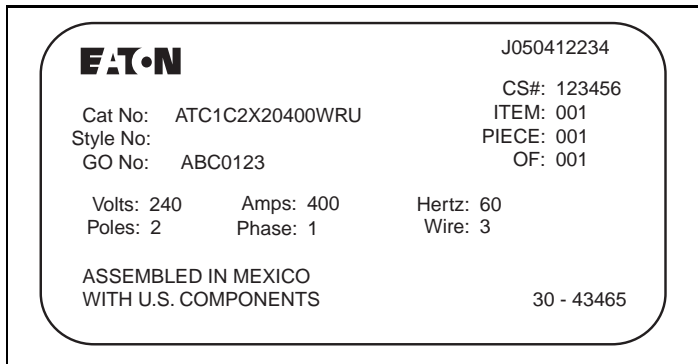 EATON J050412234
CS#: 123456
Cat No: ATC1C2X20400WRU ITEM: 001
Style No: PIECE: 001
GO No: ABC0123 OF: 001
Volts: 240 Amps: 400 Hertz: 60
Poles: 2 Phase: 1 Wire: 3
ASSEMBLED IN MEXICO
WITH U.S. COMPONENTS 30 - 43465